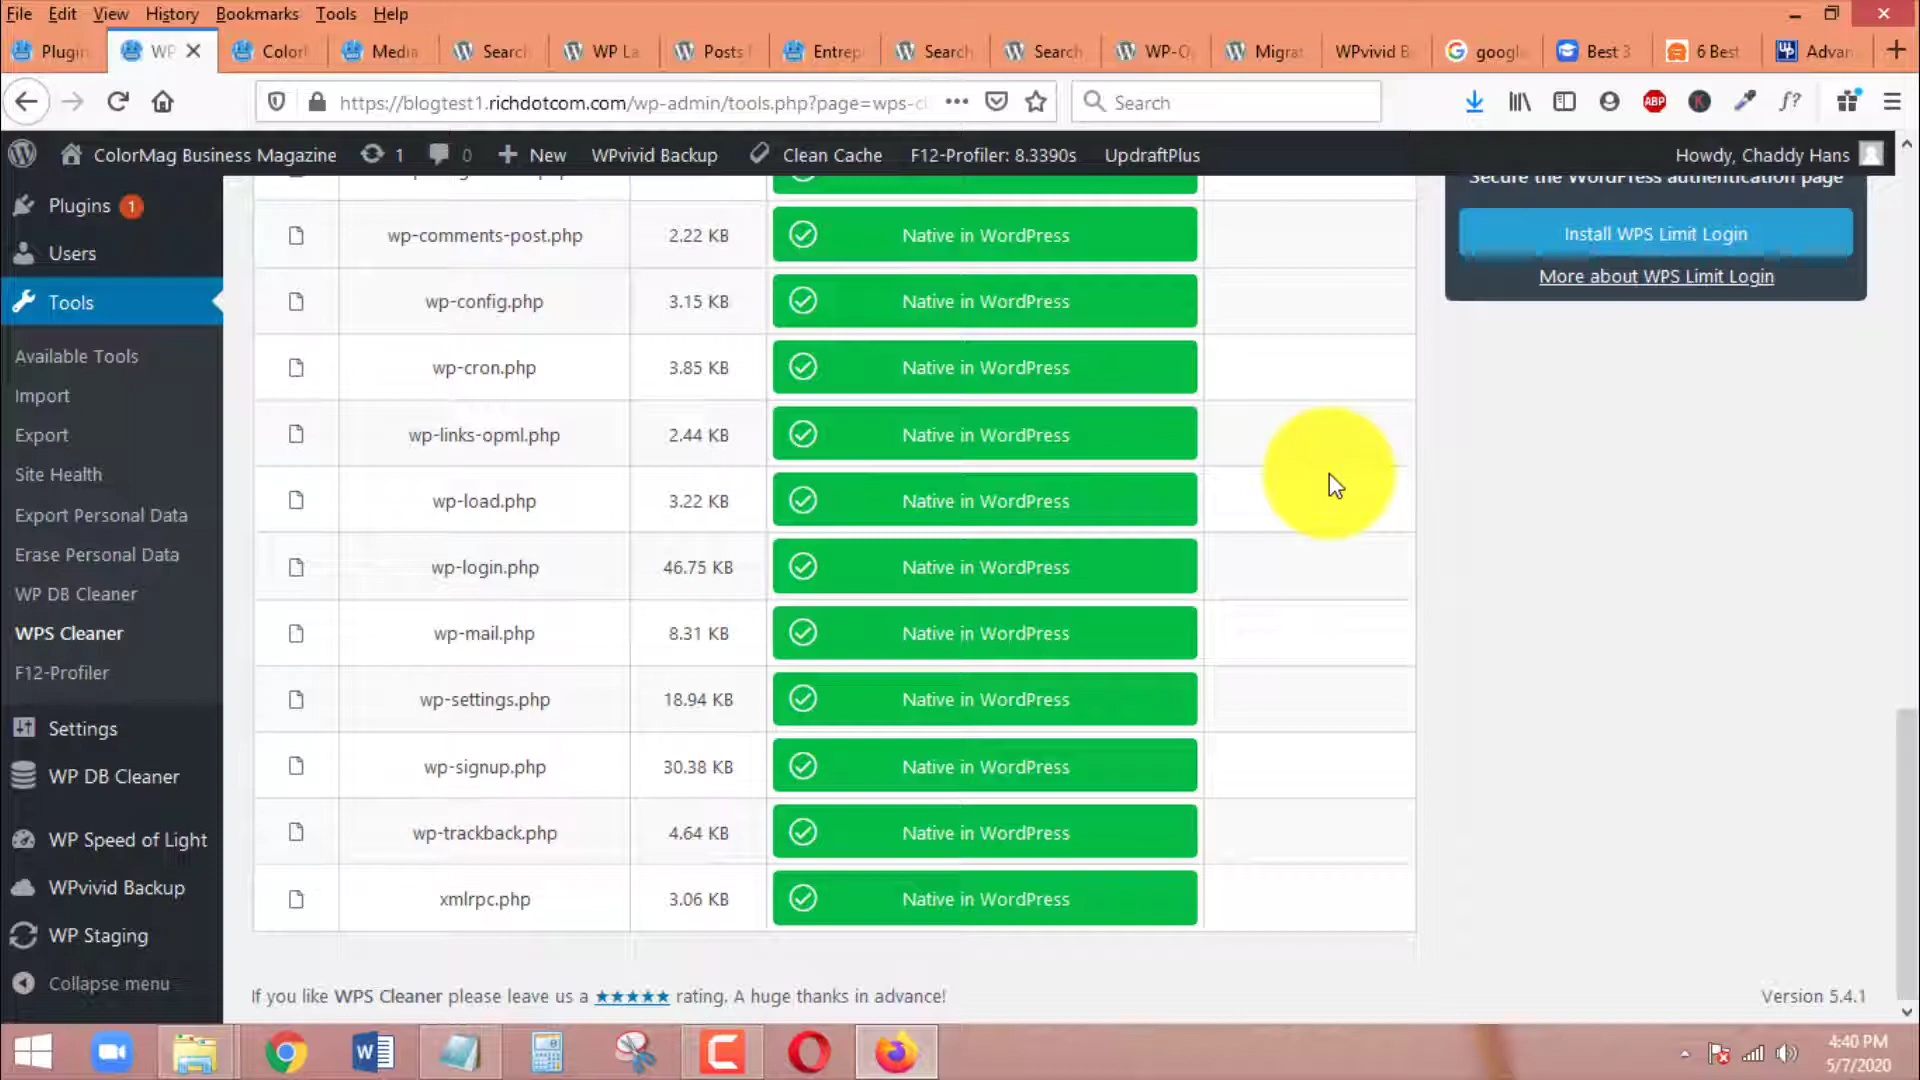 File Edit View History Bookmarks Tools Help
Plugin WP Color Media Search WP La Posts Entrep Search Search WP-O Migrat WPvivid B googl Best 3 6 Best Advan
https://blogtest1.richdotcom.com/wp-admin/tools.php?page=wps-cl Search ABP K f?
ColorMag Business Magazine 1 0 New WPvivid Backup Clean Cache F12-Profiler: 8.3390s UpdraftPlus Howdy, Chaddy Hans
Plugins 1
Users
Tools
Available Tools
Import
Export
Site Health
Export Personal Data
Erase Personal Data
WP DB Cleaner
WPS Cleaner
F12-Profiler
Settings
WP DB Cleaner
WP Speed of Light
WPvivid Backup
WP Staging
Collapse menu
wp-comments-post.php 2.22 KB Native in WordPress
wp-config.php 3.15 KB Native in WordPress
wp-cron.php 3.85 KB Native in WordPress
wp-links-opml.php 2.44 KB Native in WordPress
wp-load.php 3.22 KB Native in WordPress
wp-login.php 46.75 KB Native in WordPress
wp-mail.php 8.31 KB Native in WordPress
wp-settings.php 18.94 KB Native in WordPress
wp-signup.php 30.38 KB Native in WordPress
wp-trackback.php 4.64 KB Native in WordPress
xmlrpc.php 3.06 KB Native in WordPress
Secure the WordPress authentication page
Install WPS Limit Login
More about WPS Limit Login
If you like WPS Cleaner please leave us a ★★★★★ rating. A huge thanks in advance! Version 5.4.1
4:40 PM
5/7/2020